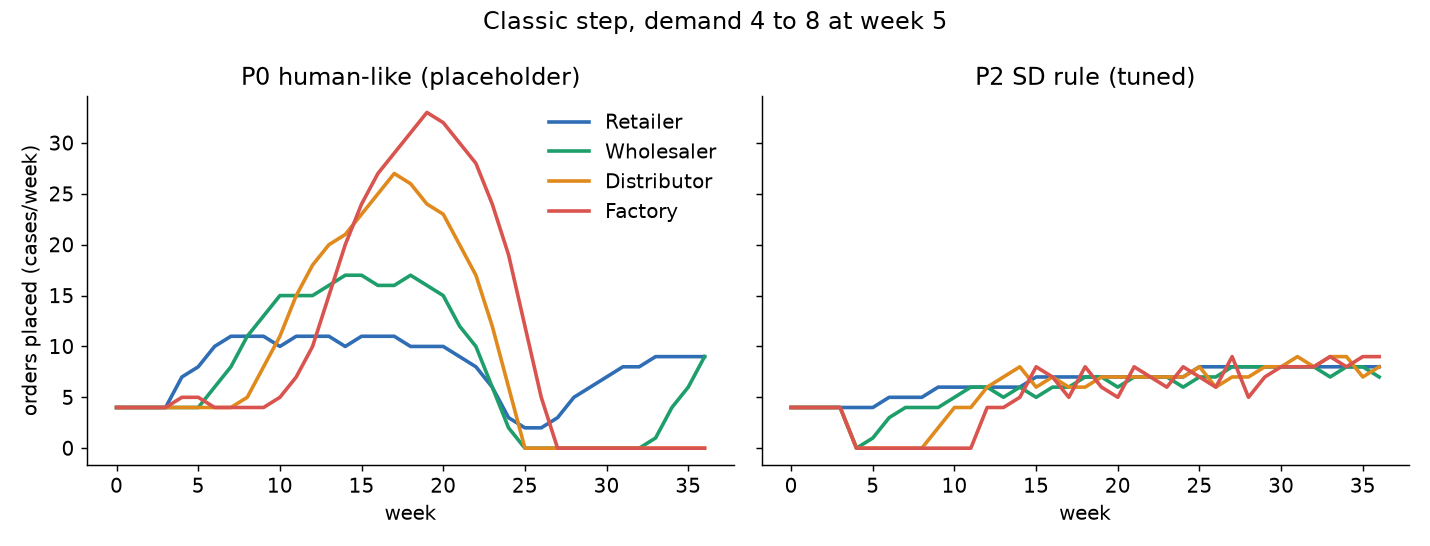 Classic step, demand 4 to 8 at week 5
P0 human-like (placeholder)
P2 SD rule (tuned)
orders placed (cases/week)
30
25
20
15
10
5
0
Retailer
Wholesaler
Distributor
Factory
0 5 10 15 20 25 30 35
0 5 10 15 20 25 30 35
week
week